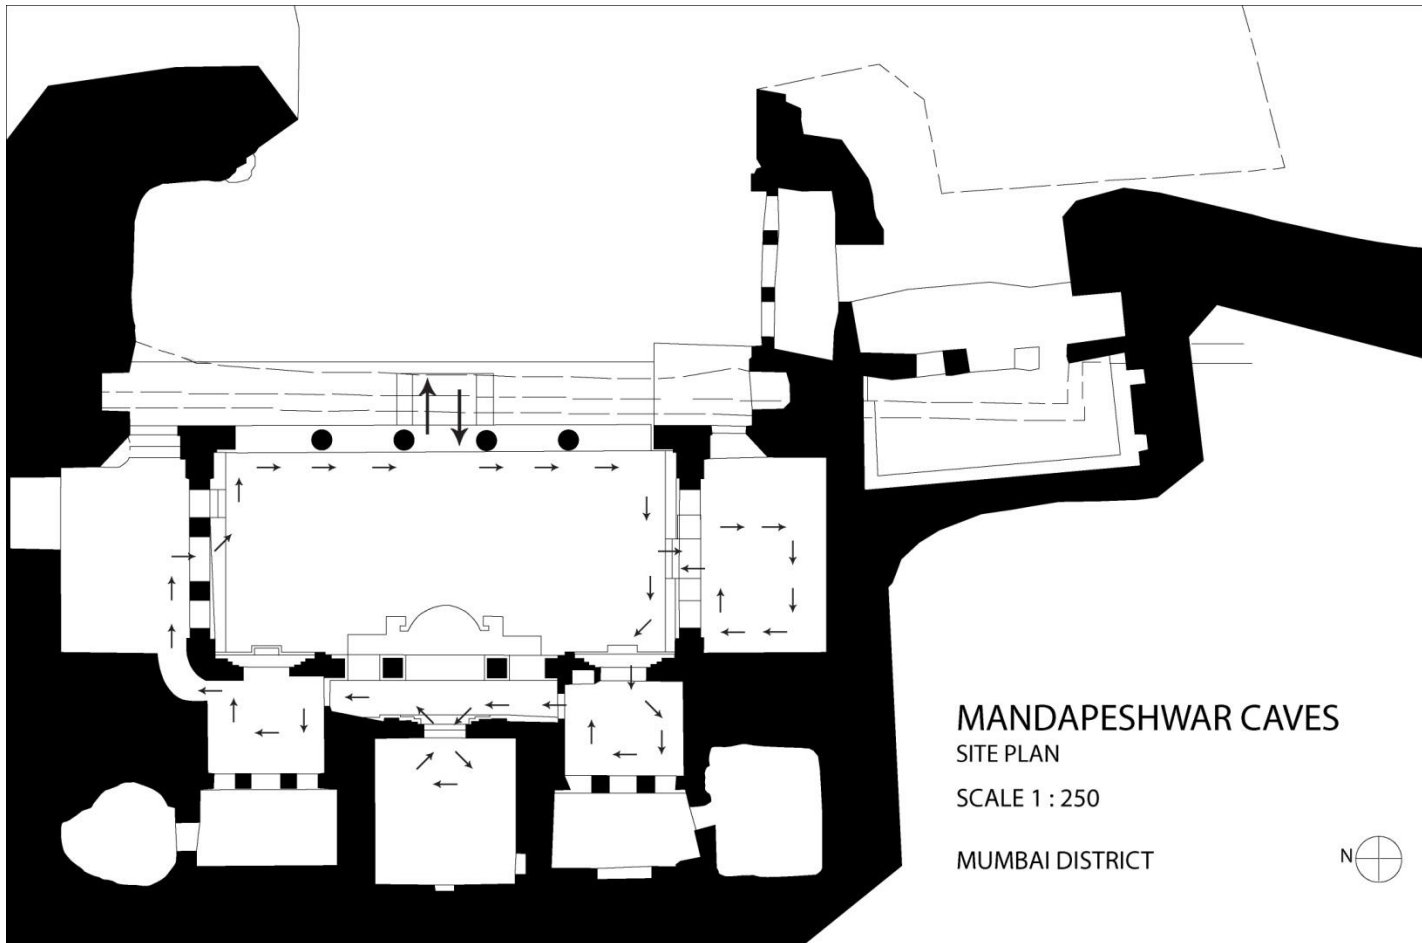 MANDAPESHWAR CAVES
SITE PLAN
SCALE 1 : 250
MUMBAI DISTRICT
N